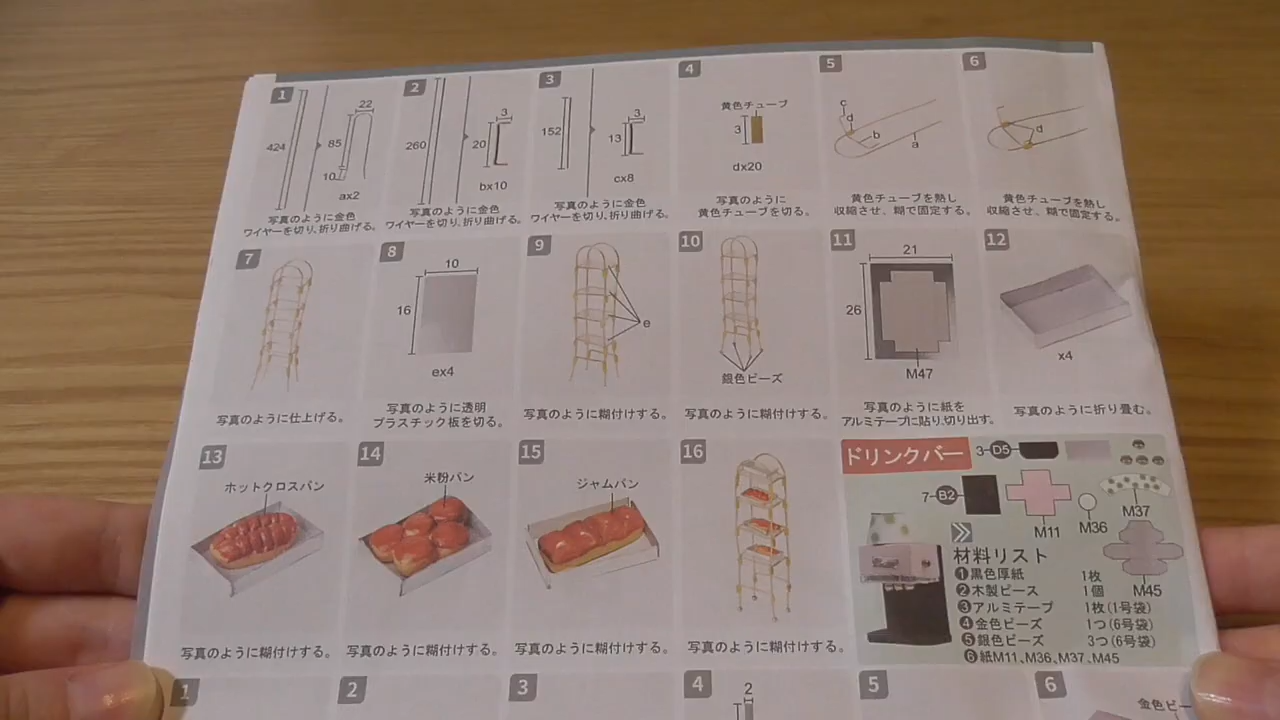 1
424
22
85
10
ax2
写真のように金色
ワイヤーを切り、折り曲げる。
2
260
3
20
bx10
写真のように金色
ワイヤーを切り、折り曲げる。
3
152
3
13
cx8
写真のように金色
ワイヤーを切り、折り曲げる。
4
黄色チューブ
3
dx20
写真のように
黄色チューブを切る。
5
c
d
b
a
黄色チューブを熱し
収縮させ、糊で固定する。
6
d
黄色チューブを熱し
収縮させ、糊で固定する。
7
写真のように仕上げる。
8
10
16
ex4
写真のように透明
プラスチック板を切る。
9
e
写真のように糊付けする。
10
銀色ビーズ
写真のように糊付けする。
11
21
26
M47
写真のように紙を
アルミテープに貼り、切り出す。
12
x4
写真のように折り畳む。
13
ホットクロスバン
写真のように糊付けする。
14
米粉パン
写真のように糊付けする。
15
ジャムパン
写真のように糊付けする。
16
写真のように糊付けする。
ドリンクバー
3-D5
7-B2
M11
M36
M37
M45
材料リスト
①黒色厚紙 1枚
②木製ピース 1個
③アルミテープ 1枚(1号袋)
④金色ビーズ 1つ(6号袋)
⑤銀色ビーズ 3つ(6号袋)
⑥紙M11、M36、M37、M45
1
2
3
4
2
5
6
金色ビー